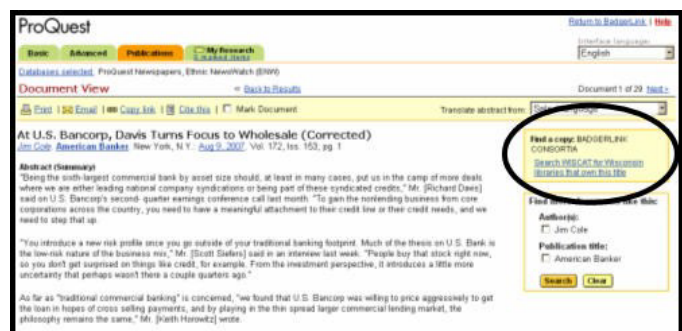 ProQuest
Return to BadgerLink | Help
Interface language:
English
Basic Advanced Publications My Research
0 marked items
Databases selected: ProQuest Newspapers, Ethnic NewsWatch (ENW)
Document View
« Back to Results
Document 1 of 29 Next >
Print | Email | Copy link | Cite this | Mark Document
Translate abstract from: Select language
At U.S. Bancorp, Davis Turns Focus to Wholesale (Corrected)
Jim Cole. American Banker. New York, N.Y.: Aug 9, 2007. Vol. 172, Iss. 153; pg. 1
Abstract (Summary)
"Being the sixth-largest commercial bank by asset size should, at least in many cases, put us in the camp of more deals
where we are either leading national company syndications or being part of these syndicated credits," Mr. [Richard Davis]
said on U.S. Bancorp's second- quarter earnings conference call last month. "To gain the nonlending business from core
corporations across the country, you need to have a meaningful attachment to their credit line or their credit needs, and we
need to step that up.
"You introduce a new risk profile once you go outside of your traditional banking footprint. Much of the thesis on U.S. Bank is
the low-risk nature of the business mix," Mr. [Scott Siefers] said in an interview last week. "People buy that stock right now,
so you don't get surprised on things like credit, for example. From the investment perspective, it introduces a little more
uncertainty that perhaps wasn't there a couple quarters ago."
As far as "traditional commercial banking" is concerned, "we found that U.S. Bancorp was willing to price aggressively to get
the loan in hopes of cross selling payments, and by playing in the thin spread larger commercial lending market, the
philosophy remains the same," Mr. [Keith Horowitz] wrote.
Find a copy: BADGERLINK
CONSORTIA
Search WISCAT for Wisconsin
libraries that own this title
Find more documents like this:
Author(s):
Jim Cole
Publication title:
American Banker
Search Clear